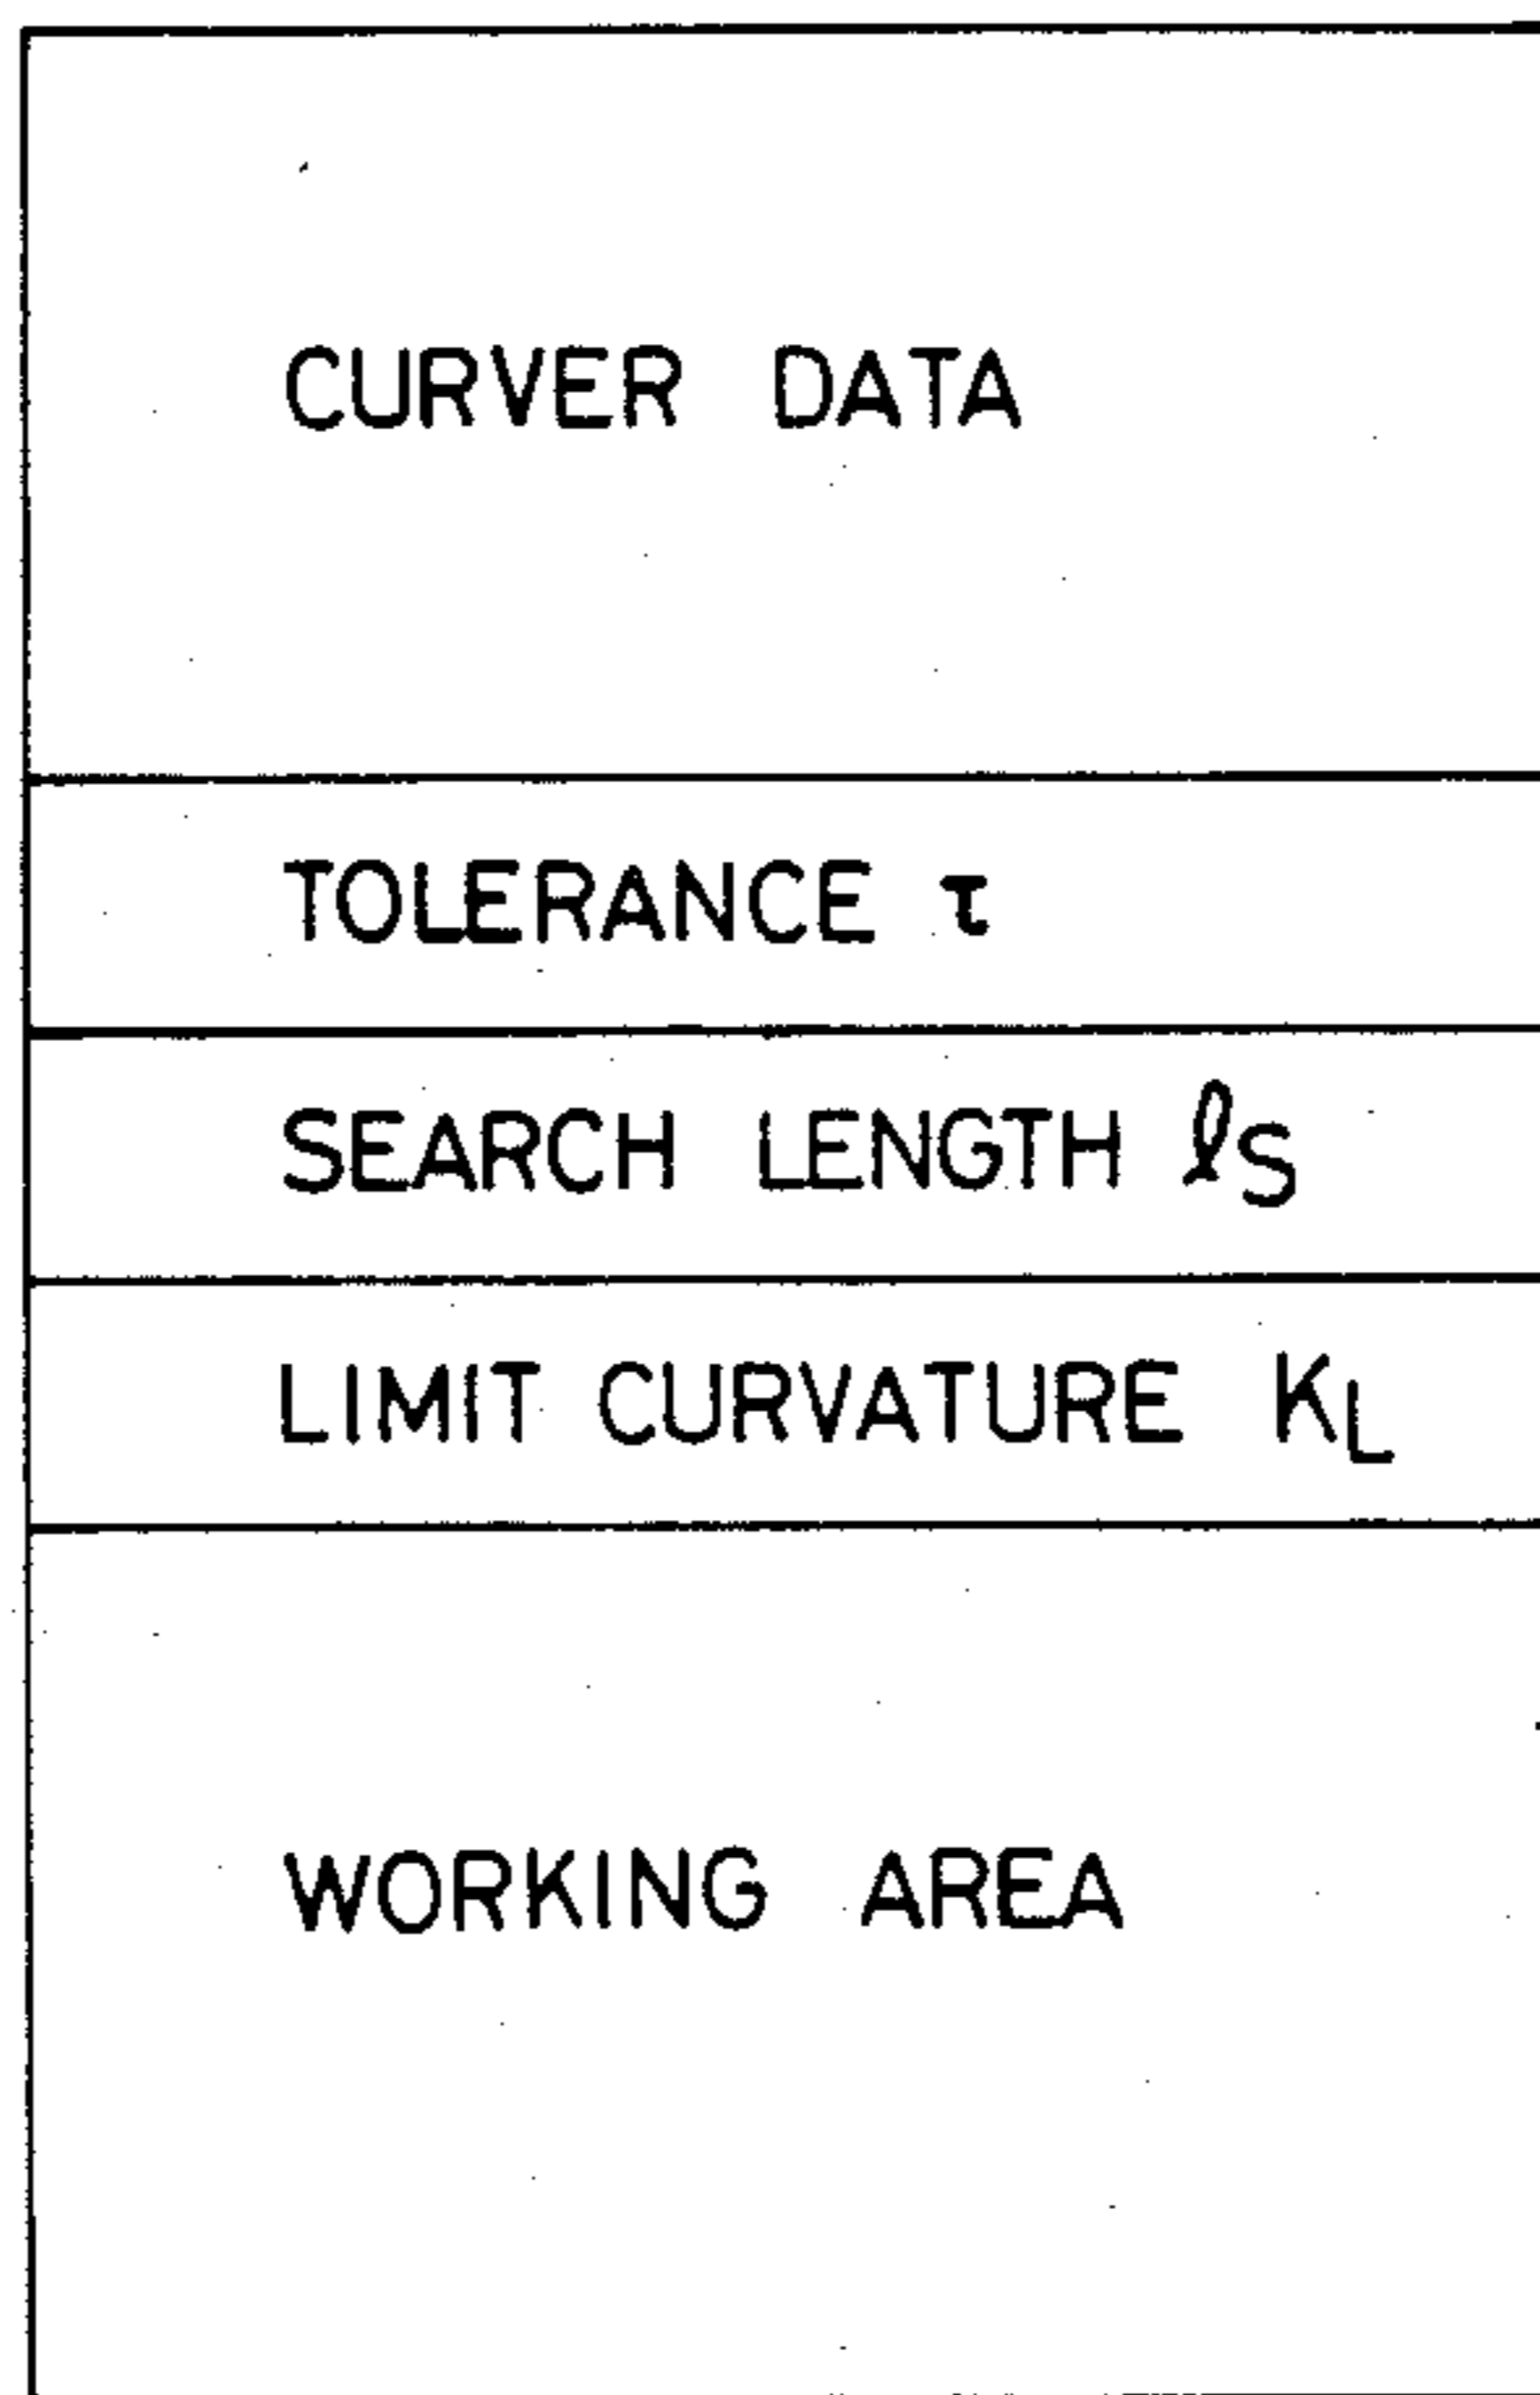 CURVER DATA
TOLERANCE τ
SEARCH LENGTH ℓS
LIMIT CURVATURE KL
WORKING AREA